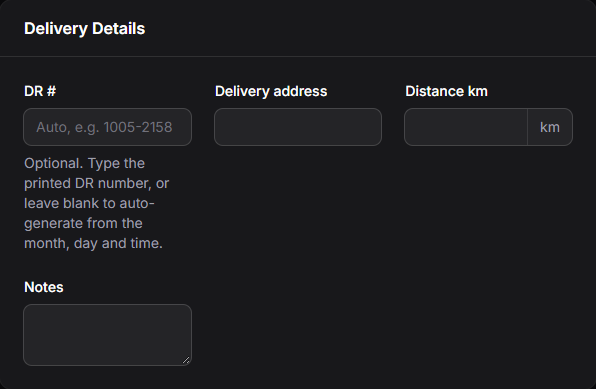 Delivery Details
DR #
Delivery address
Distance km
Auto, e.g. 1005-2158
km
Optional. Type the
printed DR number, or
leave blank to auto-
generate from the
month, day and time.
Notes